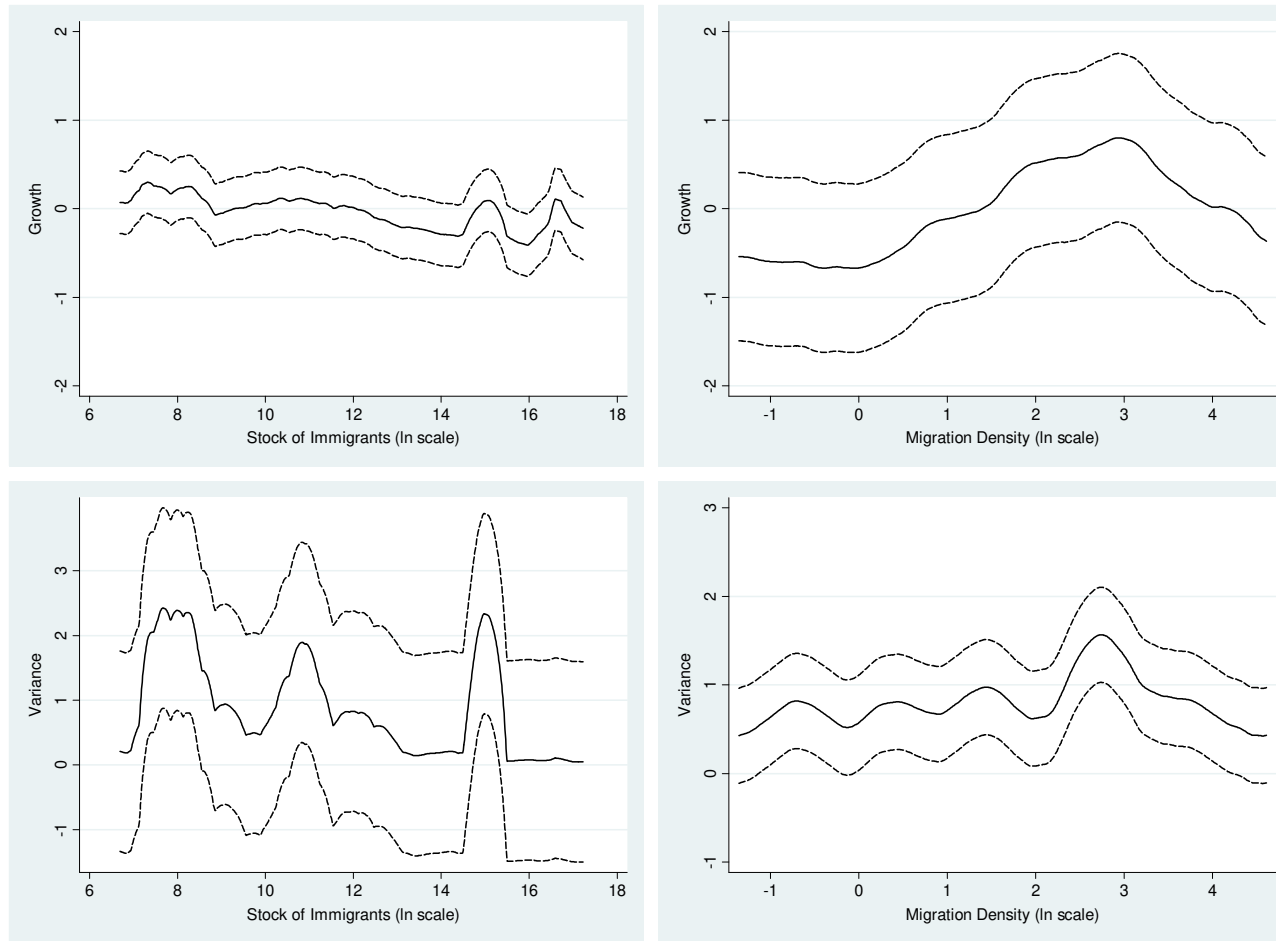 2
1
0
-1
-2
Growth
6 8 10 12 14 16 18
Stock of Immigrants (ln scale)
2
1
0
-1
-2
Growth
-1 0 1 2 3 4
Migration Density (ln scale)
3
2
1
0
-1
Variance
6 8 10 12 14 16 18
Stock of Immigrants (ln scale)
3
2
1
0
-1
Variance
-1 0 1 2 3 4
Migration Density (ln scale)